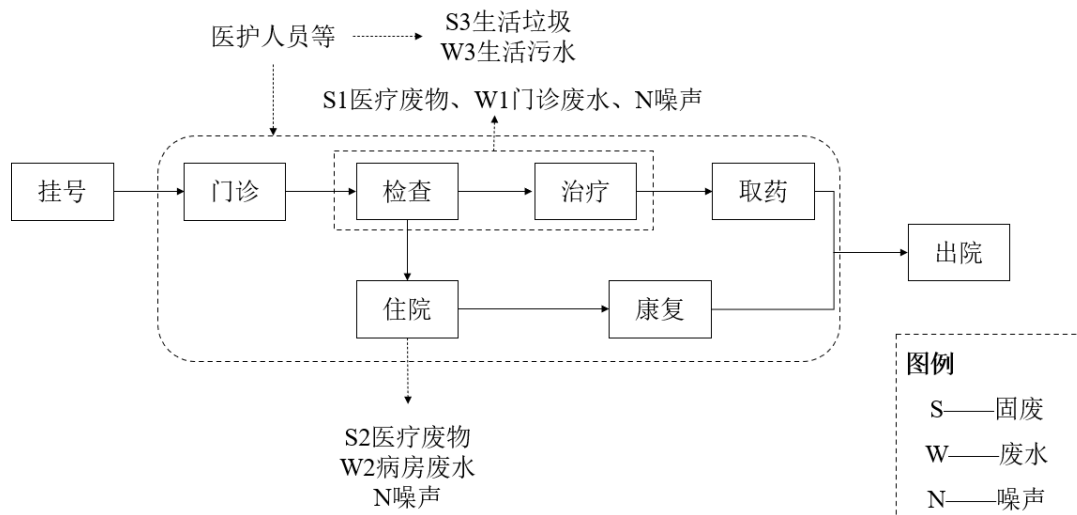 医护人员等
S3生活垃圾
W3生活污水
S1医疗废物、W1门诊废水、N噪声
挂号
门诊
检查
治疗
取药
出院
住院
康复
S2医疗废物
W2病房废水
N噪声
图例
S——固废
W——废水
N——噪声